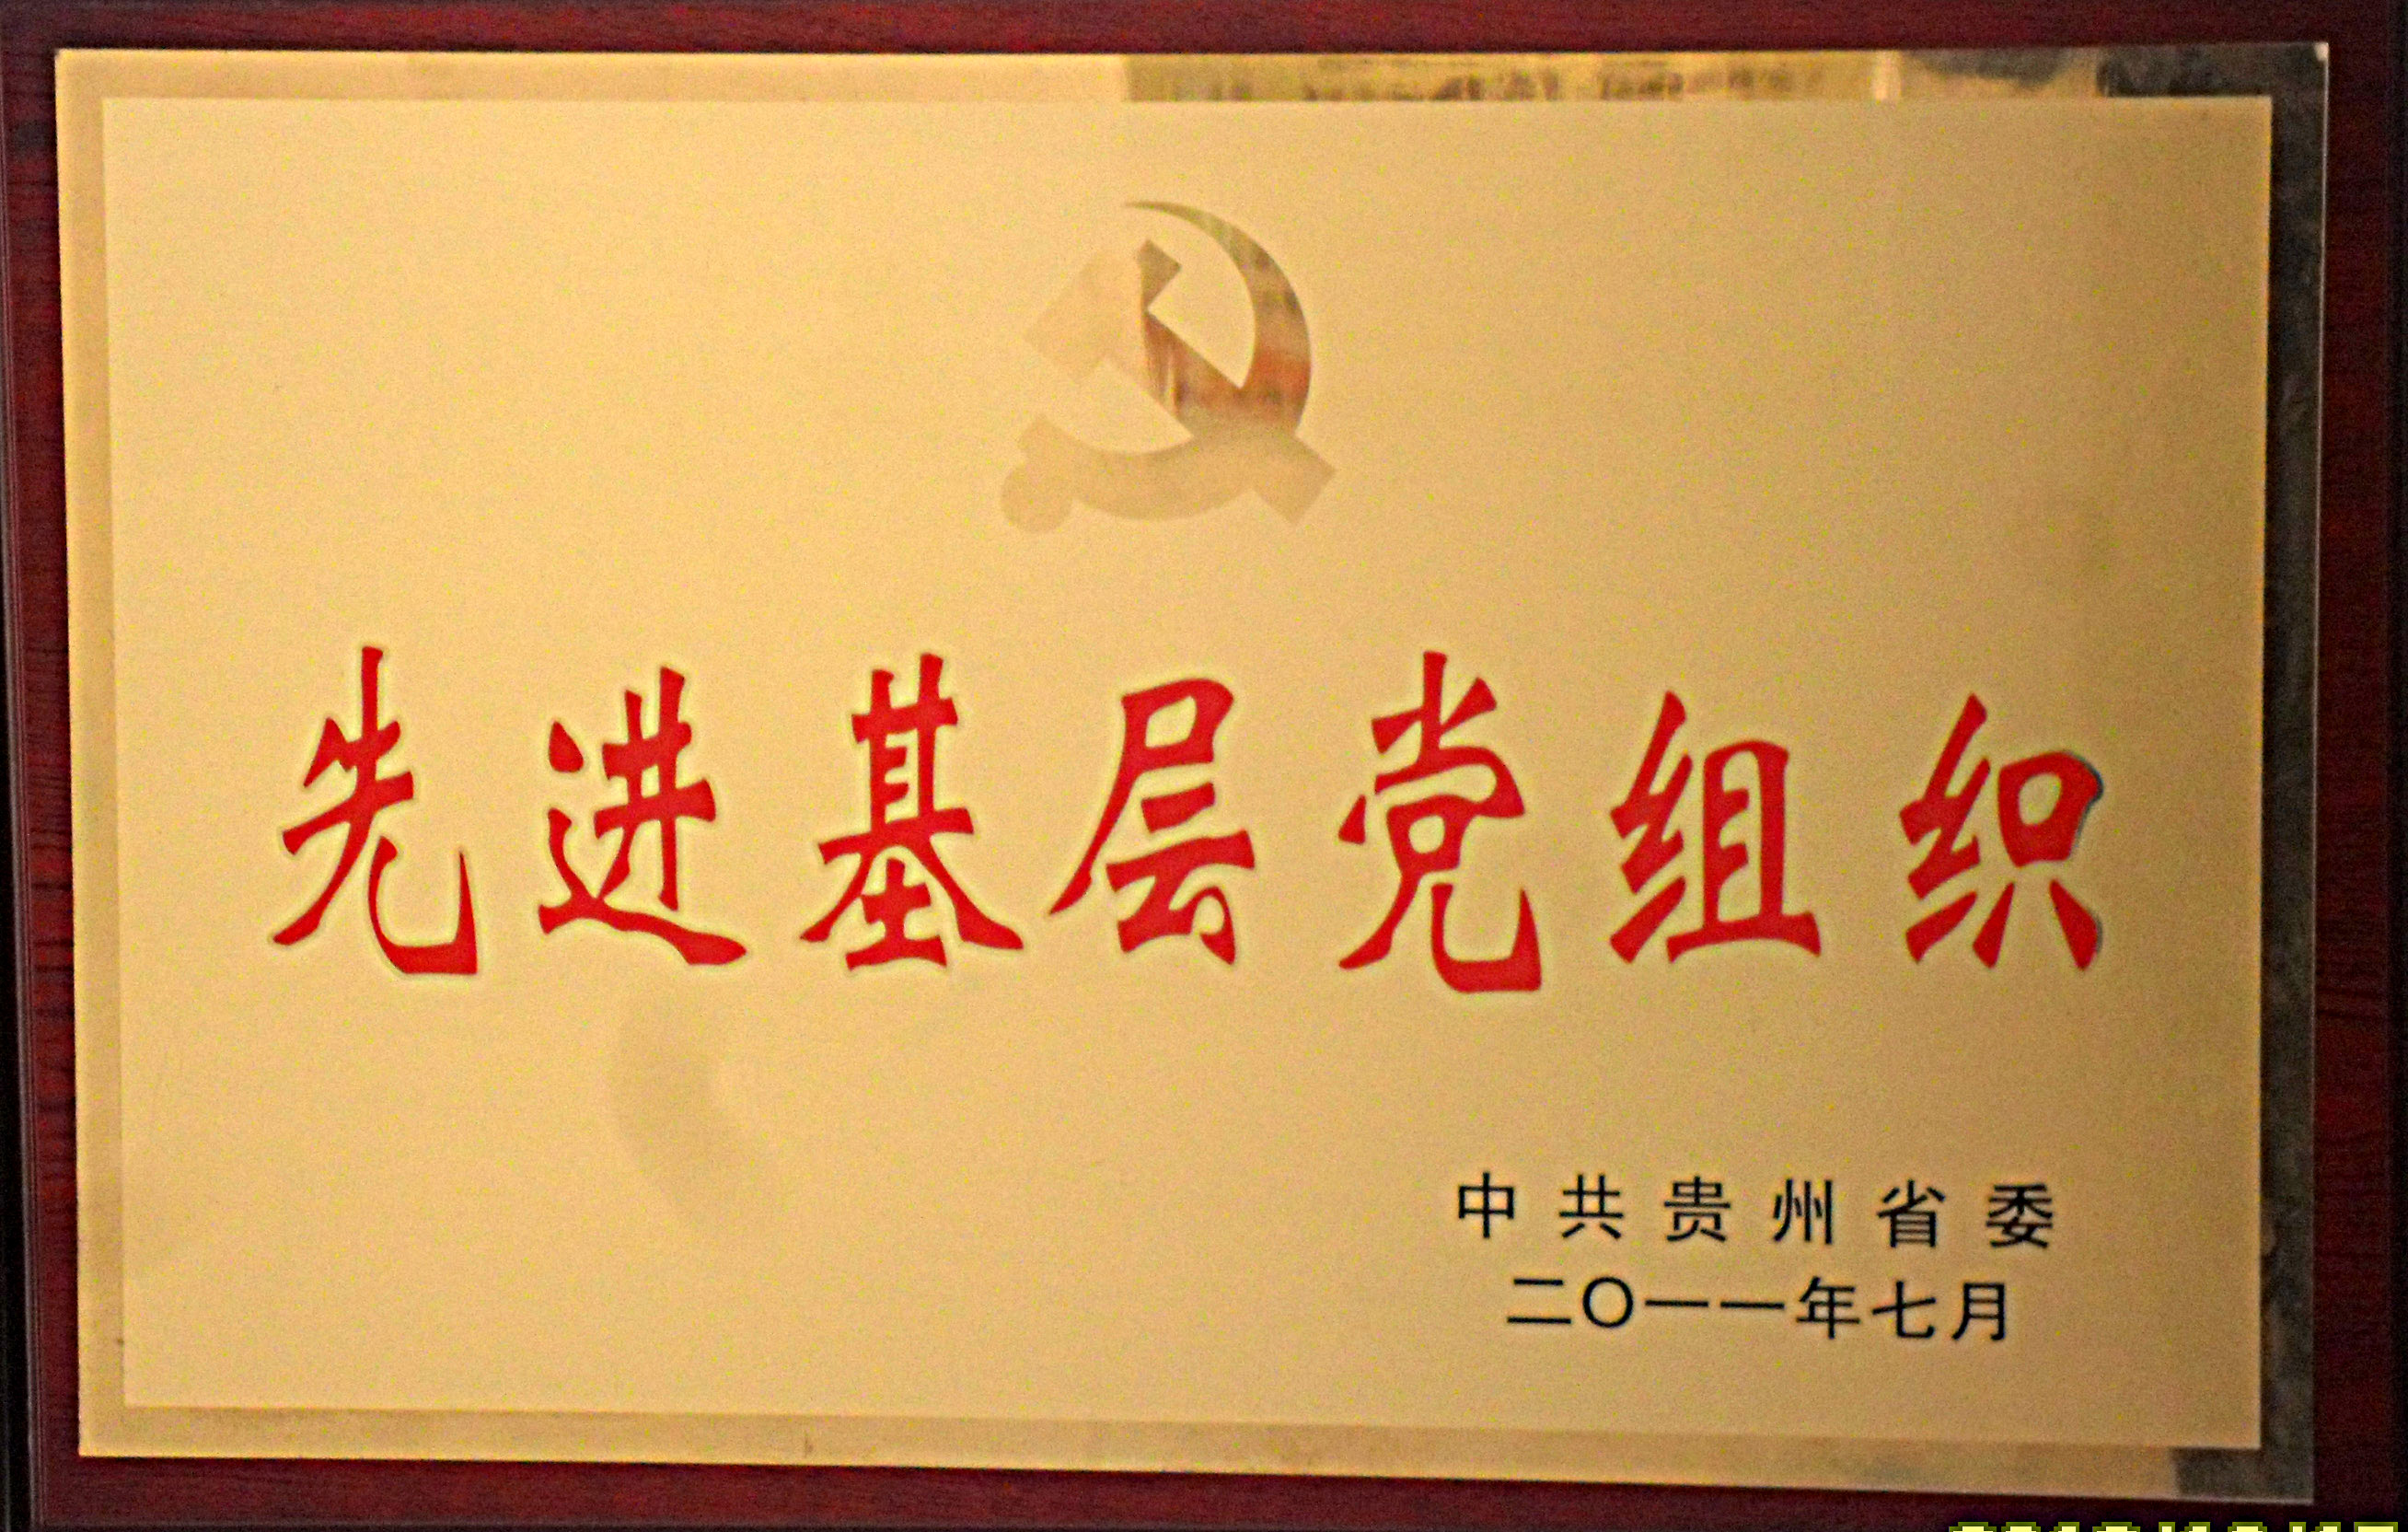 先进基层党组织
中共贵州省委
二〇一一年七月